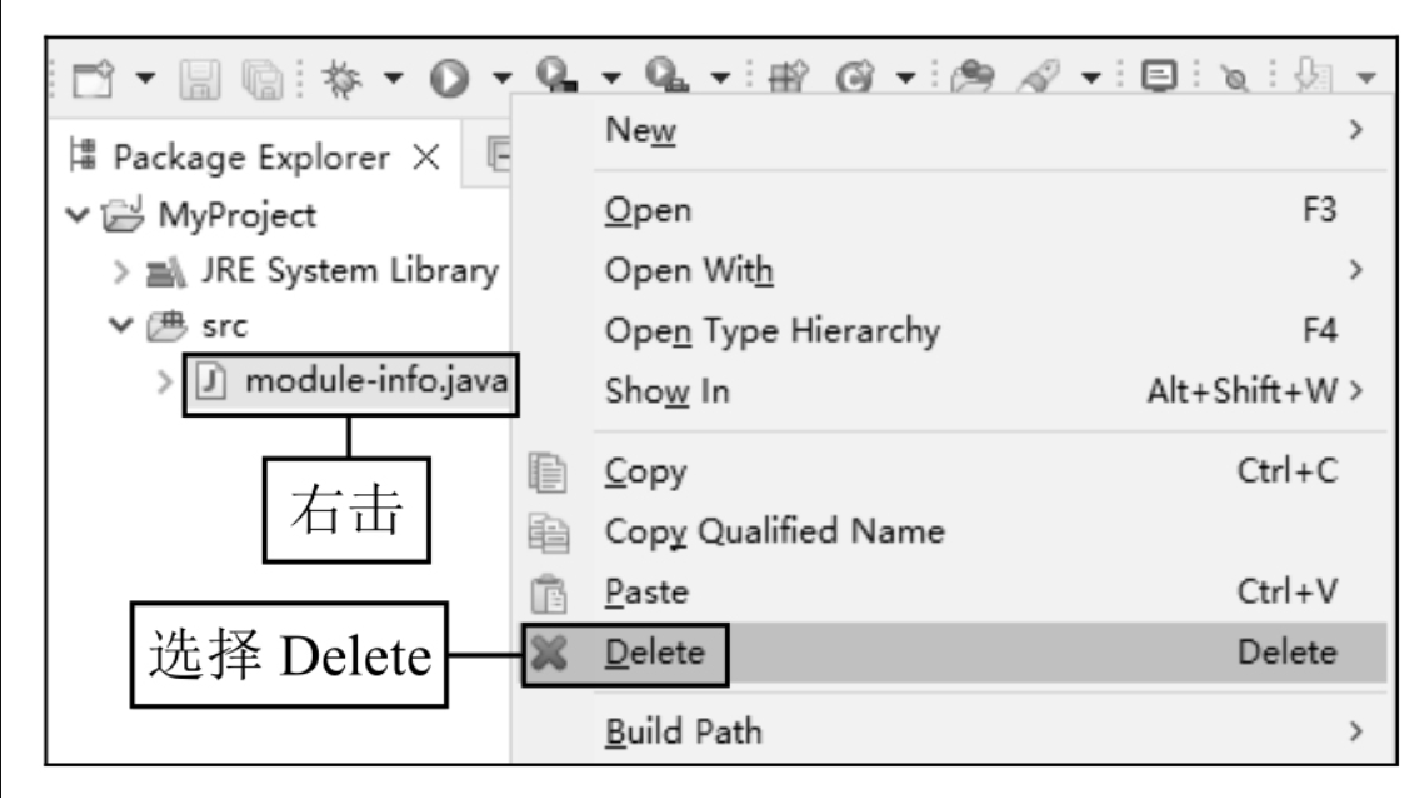 Package Explorer
MyProject
JRE System Library
src
module-info.java
右击
选择 Delete
New
Open F3
Open With
Open Type Hierarchy F4
Show In Alt+Shift+W
Copy Ctrl+C
Copy Qualified Name
Paste Ctrl+V
Delete Delete
Build Path